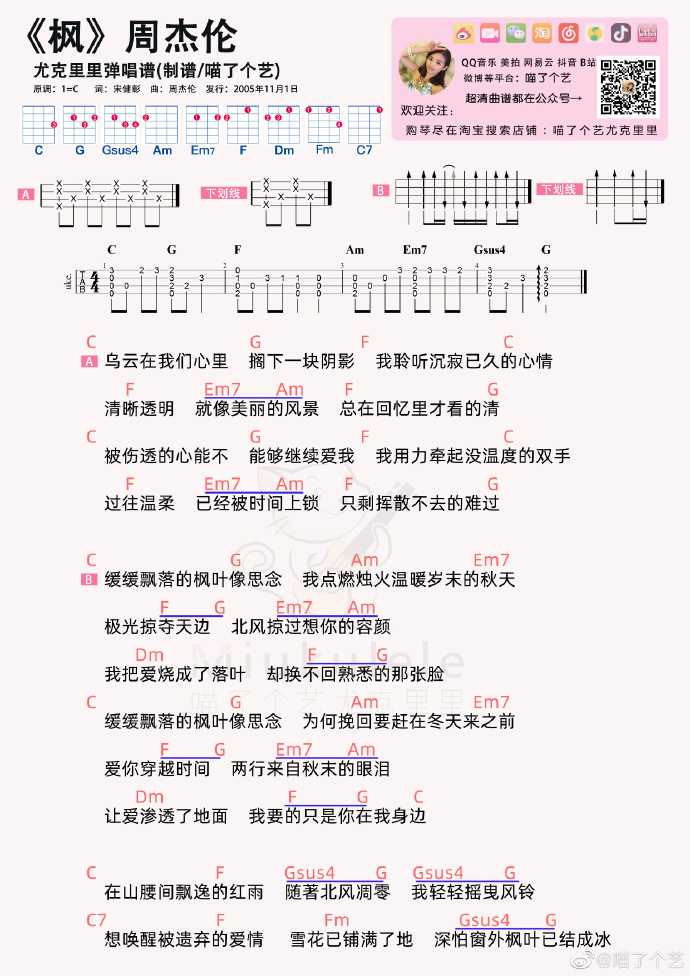 《枫》周杰伦
尤克里里弹唱谱(制谱/喵了个艺)
原调：1=C 词：宋健彰 曲：周杰伦 发行：2005年11月1日
QQ音乐 美拍 网易云 抖音 B站
微博等平台：喵了个艺
超清曲谱都在公众号→
欢迎关注：
购琴尽在淘宝搜索店铺：喵了个艺尤克里里
C G Gsus4 Am Em7 F Dm Fm C7
A 下划线 B 下划线
C G F Am Em7 Gsus4 G
C G F C
A 乌云在我们心里 搁下一块阴影 我聆听沉寂已久的心情
F Em7 Am F G
清晰透明 就像美丽的风景 总在回忆里才看的清
C G F C
被伤透的心能不 能够继续爱我 我用力牵起没温度的双手
F Em7 Am F G
过往温柔 已经被时间上锁 只剩挥散不去的难过
C G Am Em7
B 缓缓飘落的枫叶像思念 我点燃烛火温暖岁末的秋天
F G Em7 Am
极光掠夺天边 北风掠过想你的容颜
Dm F G
我把爱烧成了落叶 却换不回熟悉的那张脸
Miukulele
喵了个艺尤克里里
C G Am Em7
缓缓飘落的枫叶像思念 为何挽回要赶在冬天来之前
F G Em7 Am
爱你穿越时间 两行来自秋末的眼泪
Dm F G C
让爱渗透了地面 我要的只是你在我身边
C F Gsus4 G Gsus4 G
在山腰间飘逸的红雨 随著北风凋零 我轻轻摇曳风铃
C7 F Fm Gsus4 G
想唤醒被遗弃的爱情 雪花已铺满了地 深怕窗外枫叶已结成冰
@喵了个艺